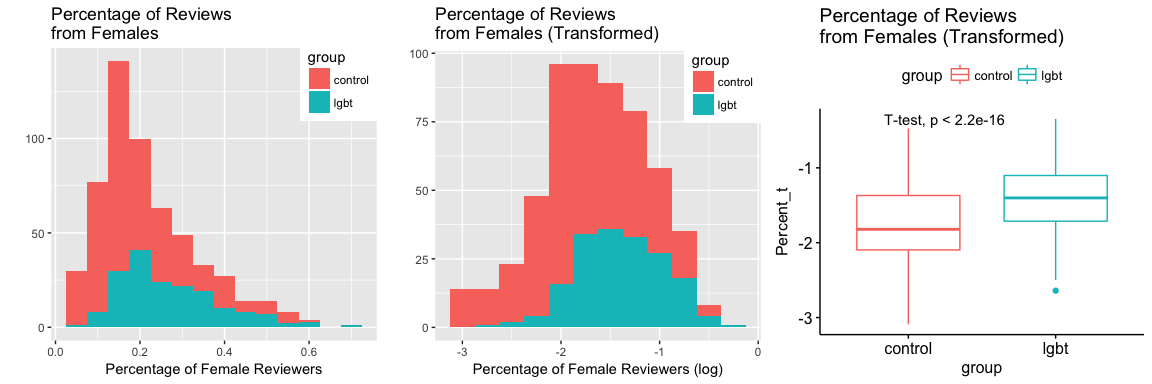 Percentage of Reviews
from Females
group
control
lgbt
100
50
0
0.0
0.2
0.4
0.6
Percentage of Female Reviewers
Percentage of Reviews
from Females (Transformed)
group
control
lgbt
100
75
50
25
0
-3
-2
-1
0
Percentage of Female Reviewers (log)
Percentage of Reviews
from Females (Transformed)
group control lgbt
T-test, p < 2.2e-16
Percent_t
-1
-2
-3
control
lgbt
group